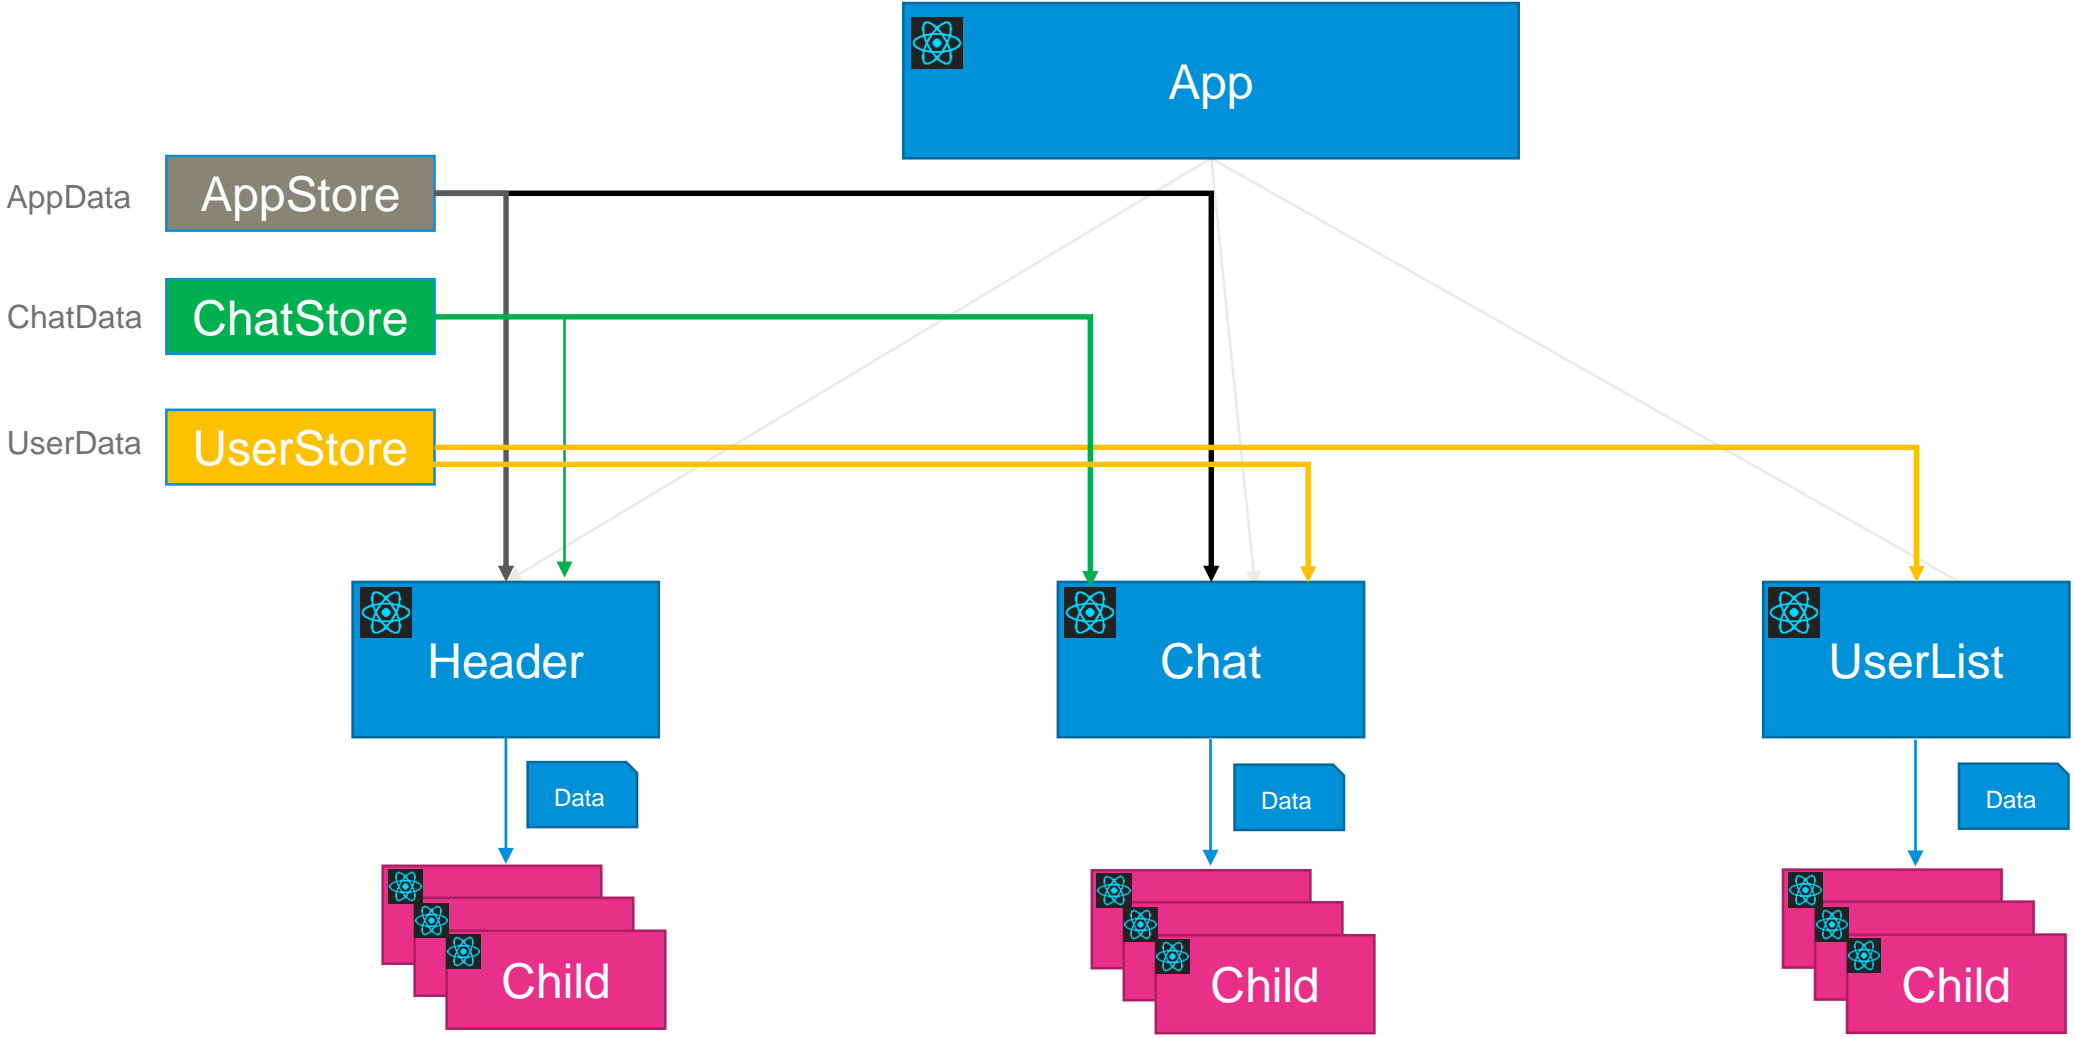 App
AppData
AppStore
ChatData
ChatStore
UserData
UserStore
Header
Chat
UserList
Data
Data
Data
Child
Child
Child